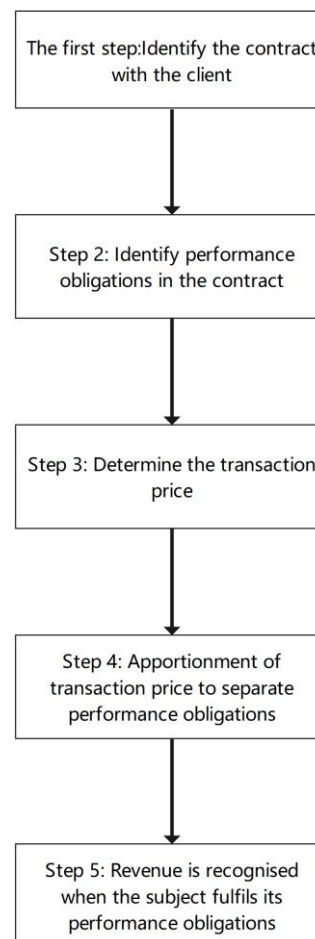 The first step:Identify the contract
with the client
Step 2: Identify performance
obligations in the contract
Step 3: Determine the transaction
price
Step 4: Apportionment of
transaction price to separate
performance obligations
Step 5: Revenue is recognised
when the subject fulfils its
performance obligations